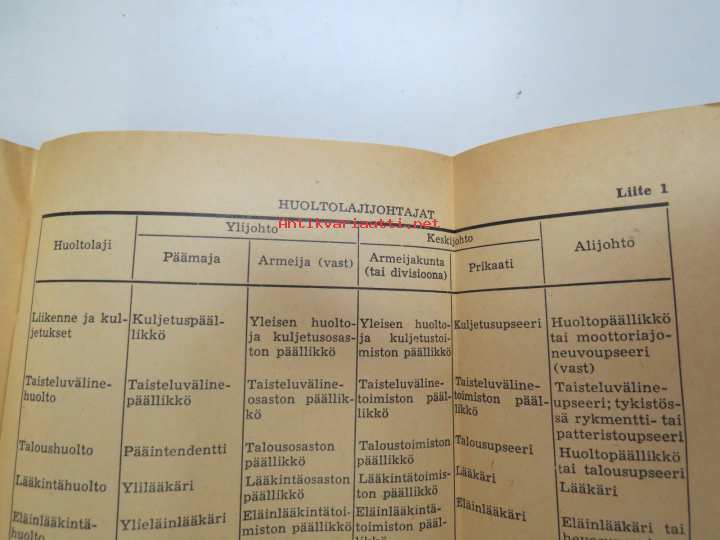 Liite 1
HUOLTOLAJIJOHTAJAT
Antikvariaatti.net
Huoltolaji
Ylijohto
Keskijohto
Alijohto
Päämaja
Armeija (vast)
Armeijakunta
(tai divisioona)
Prikaati
Liikenne ja kul-
jetukset
Kuljetuspääl-
likkö
Yleisen huolto-
ja kuljetusosas-
ton päällikkö
Yleisen huolto-
ja kuljetustoi-
miston päällikkö
Kuljetusupseeri
Huoltopäällikkö
tai moottoriajo-
neuvoupseeri
(vast)
Taisteluväline-
huolto
Taisteluväline-
päällikkö
Taisteluväline-
osaston päällik-
kö
Taisteluväline-
toimiston pääl-
likkö
Taisteluväline-
toimiston pääl-
likkö
Taisteluväline-
upseeri; tykistös-
sä rykmentti- tai
patteristoupseeri
Taloushuolto
Pääintendentti
Talousosaston
päällikkö
Taloustoimiston
päällikkö
Talousupseeri
Huoltopäällikkö
tai talousupseeri
Lääkintähuolto
Ylilääkäri
Lääkintäosaston
päällikkö
Lääkintätoimis-
ton päällikkö
Lääkäri
Lääkäri
Eläinlääkintä-
huolto
Ylieläinlääkäri
Eläinlääkintätoi-
miston päällikkö
Eläinlääkintä-
toimiston pääl-
likkö
Eläinlääkäri
Eläinlääkäri tai